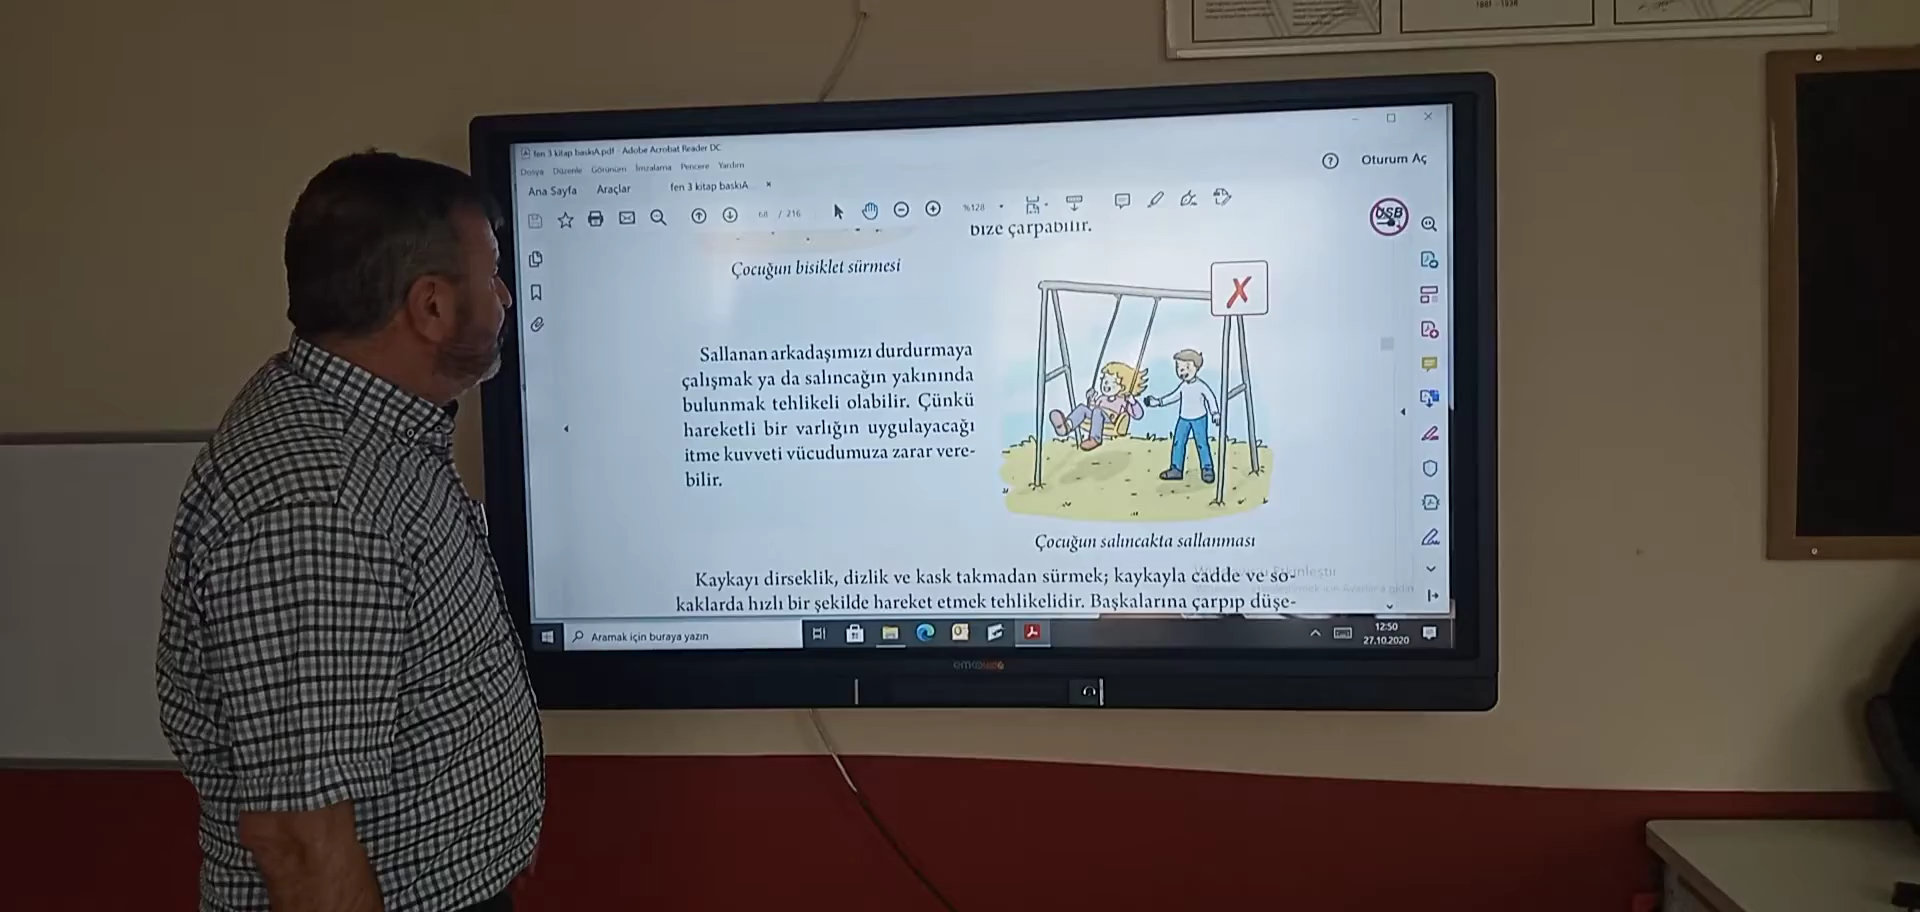 1881 - 1938
fen 3 kitap baskıA.pdf - Adobe Acrobat Reader DC
Dosya Düzenle Görünüm İmzalama Pencere Yardım
Ana Sayfa Araçlar fen 3 kitap baskıA × Oturum Aç
68 / 216 %128
USB
bize çarpabilir.
Çocuğun bisiklet sürmesi
X
Sallanan arkadaşımızı durdurmaya
çalışmak ya da salıncağın yakınında
bulunmak tehlikeli olabilir. Çünkü
hareketli bir varlığın uygulayacağı
itme kuvveti vücudumuza zarar vere-
bilir.
Çocuğun salıncakta sallanması
Kaykayı dirseklik, dizlik ve kask takmadan sürmek; kaykayla cadde ve so-
kaklarda hızlı bir şekilde hareket etmek tehlikelidir. Başkalarına çarpıp düşe-
Aramak için buraya yazın
12:50
27.10.2020